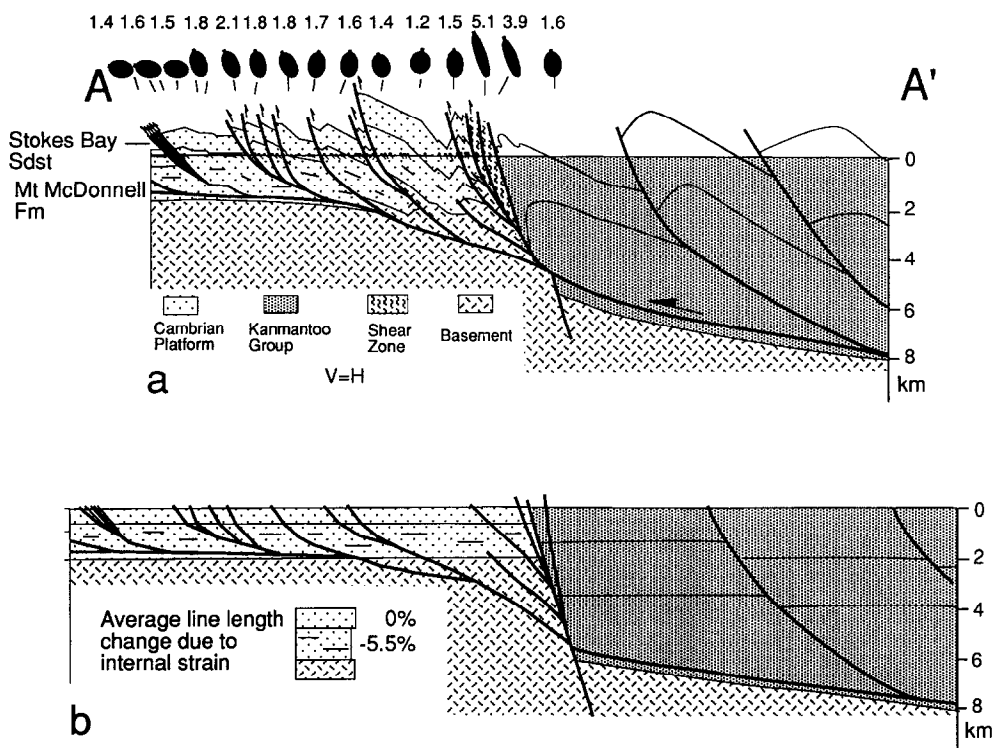 1.4 1.6 1.5 1.8 2.1 1.8 1.8 1.7 1.6 1.4 1.2 1.5 5.1 3.9 1.6
A A'
Stokes Bay
Sdst
Mt McDonnell
Fm
0
2
4
6
8
km
Cambrian
Platform
Kanmantoo
Group
Shear
Zone
Basement
a
V=H
0
2
4
6
8
km
Average line length
change due to
internal strain
0%
-5.5%
b